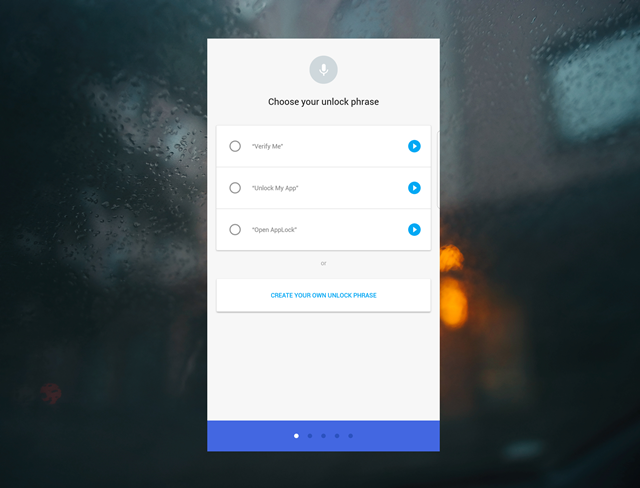 Choose your unlock phrase
"Verify Me"
"Unlock My App"
"Open AppLock"
or
CREATE YOUR OWN UNLOCK PHRASE